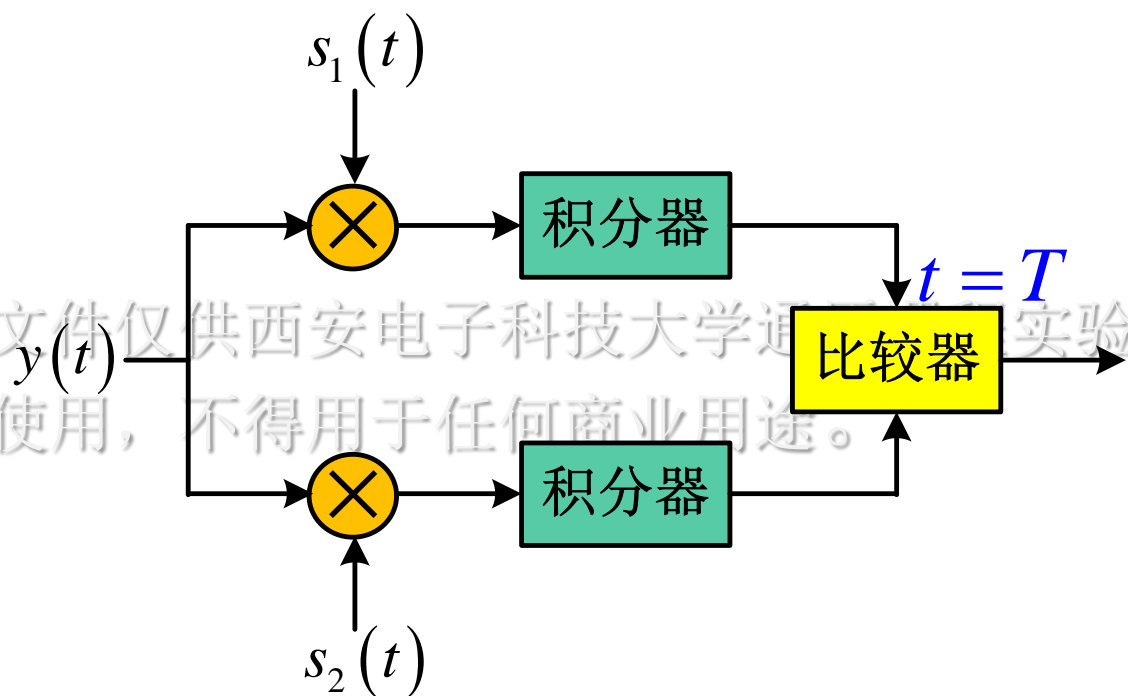 s₁(t)
积分器
t = T
文件仅供西安电子科技大学通
实验
y(t)
比较器
使用，不得用于任何商业用途。
积分器
s₂(t)